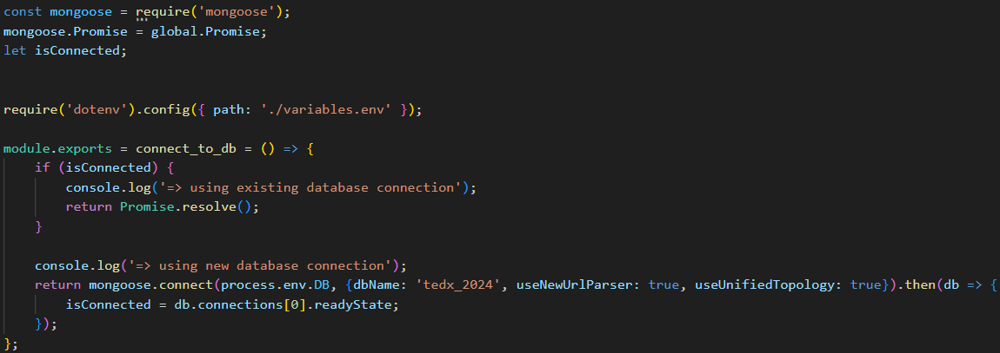 const mongoose = require('mongoose');
mongoose.Promise = global.Promise;
let isConnected;
require('dotenv').config({ path: './variables.env' });
module.exports = connect_to_db = () => {
    if (isConnected) {
        console.log('=> using existing database connection');
        return Promise.resolve();
    }
    console.log('=> using new database connection');
    return mongoose.connect(process.env.DB, {dbName: 'tedx_2024', useNewUrlParser: true, useUnifiedTopology: true}).then(db => {
        isConnected = db.connections[0].readyState;
    });
};